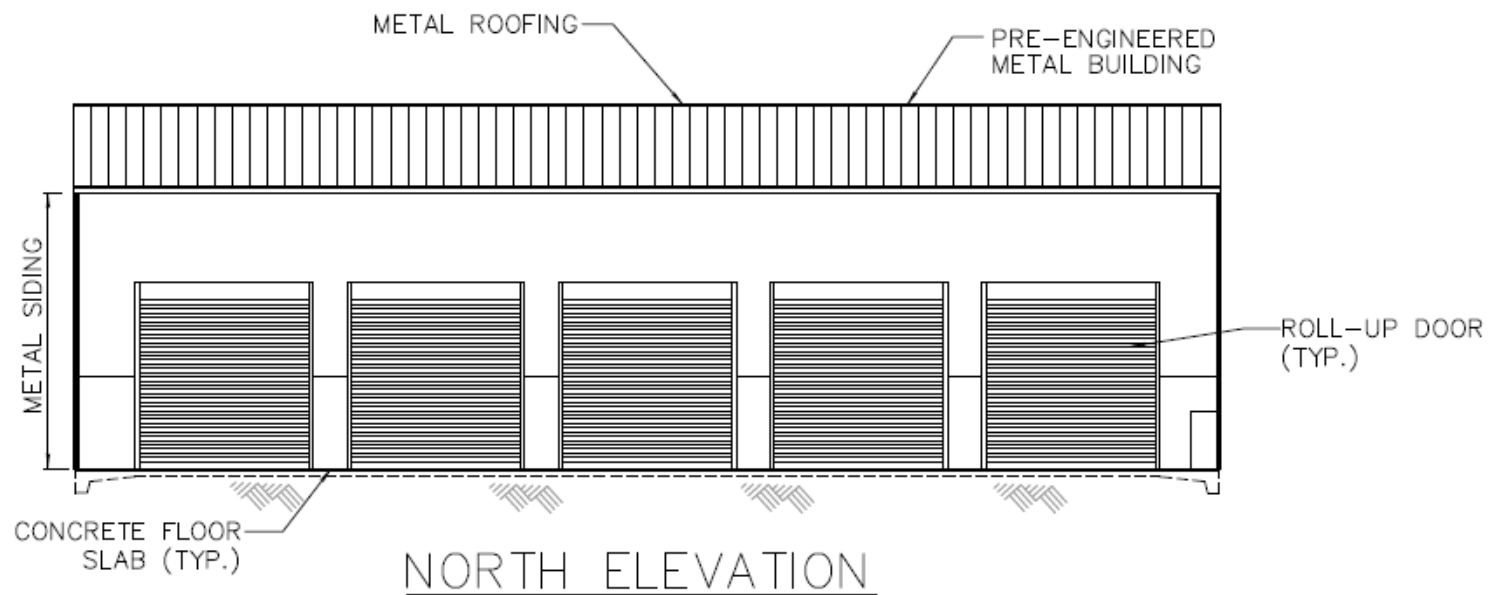 METAL ROOFING
PRE-ENGINEERED
METAL BUILDING
METAL SIDING
ROLL-UP DOOR
(TYP.)
CONCRETE FLOOR
SLAB (TYP.)
NORTH ELEVATION